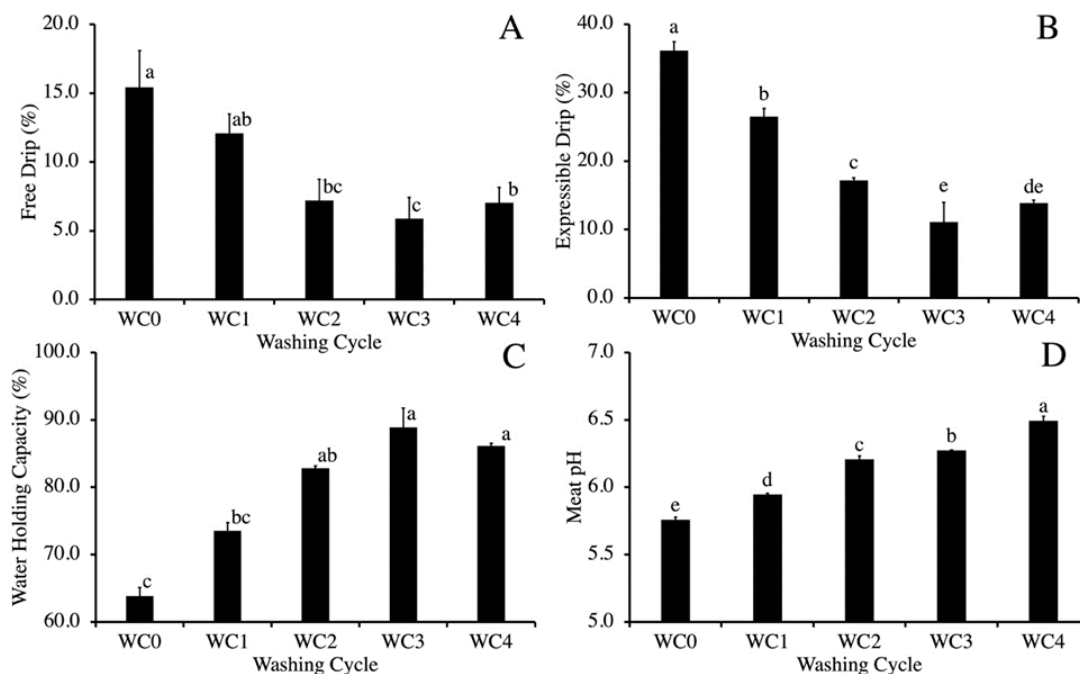 A
Free Drip (%)
20.0
15.0
10.0
5.0
0.0
a
ab
bc
c
b
WC0 WC1 WC2 WC3 WC4
Washing Cycle
B
Expressible Drip (%)
40.0
30.0
20.0
10.0
0.0
a
b
c
e
de
WC0 WC1 WC2 WC3 WC4
Washing Cycle
C
Water Holding Capacity (%)
100.0
90.0
80.0
70.0
60.0
c
bc
ab
a
a
WC0 WC1 WC2 WC3 WC4
Washing Cycle
D
Meat pH
7.0
6.5
6.0
5.5
5.0
e
d
c
b
a
WC0 WC1 WC2 WC3 WC4
Washing Cycle